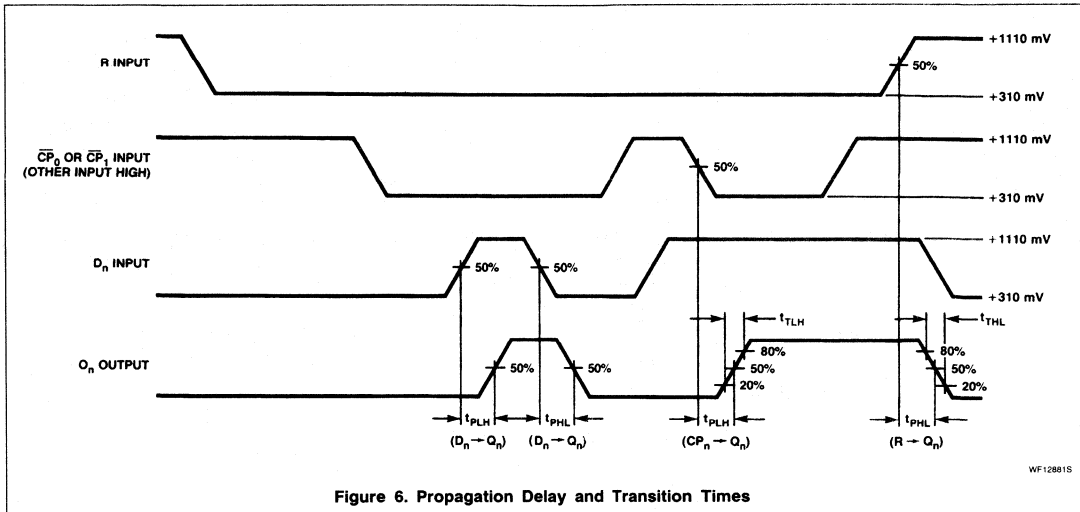 R INPUT
+1110 mV
50%
+310 mV
C̅P̅₀ OR C̅P̅₁ INPUT
(OTHER INPUT HIGH)
+1110 mV
50%
+310 mV
Dₙ INPUT
+1110 mV
50%
50%
+310 mV
Oₙ OUTPUT
tTLH
tTHL
50%
50%
80%
50%
20%
80%
50%
20%
tPLH
tPHL
tPLH
tPHL
(Dₙ → Qₙ)
(Dₙ → Qₙ)
(CPₙ → Qₙ)
(R → Qₙ)
WF12881S
Figure 6. Propagation Delay and Transition Times